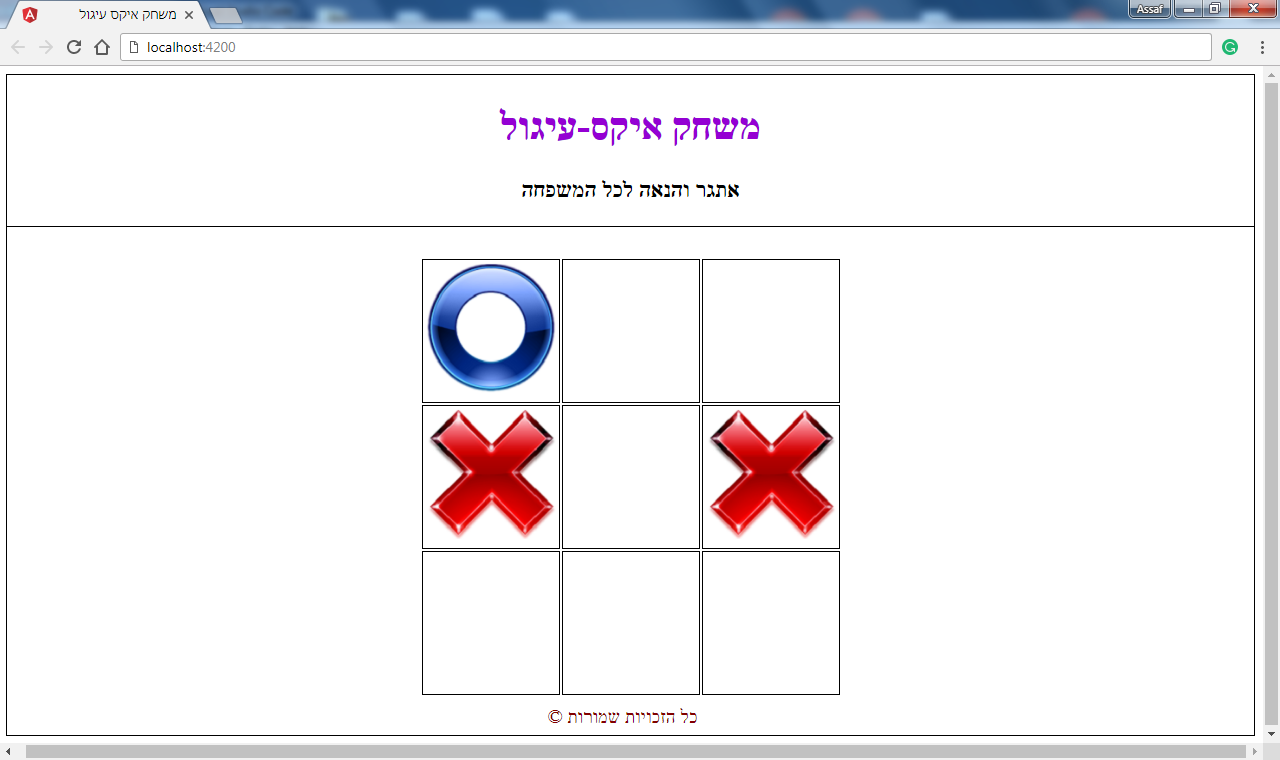 משחק איקס עיגול
Assaf
localhost:4200
משחק איקס-עיגול
אתגר והנאה לכל המשפחה
כל הזכויות שמורות ©